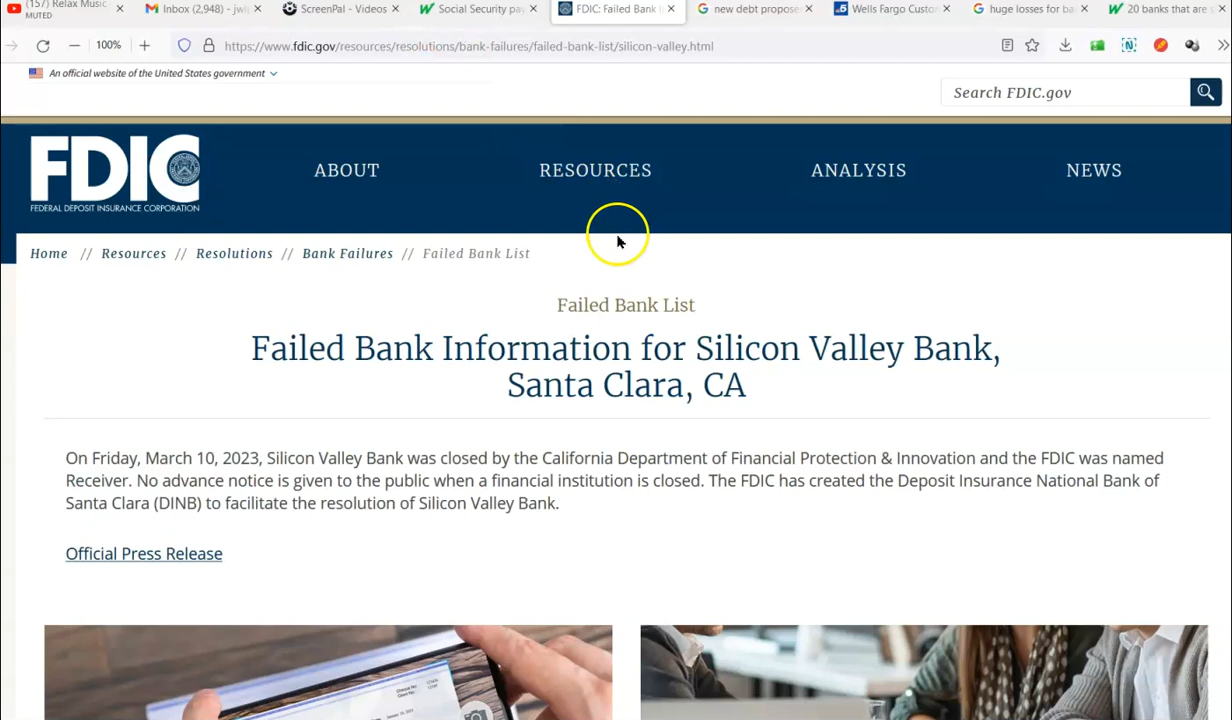 (157) Relax Music
MUTED
Inbox (2,948) - jwl
ScreenPal - Videos
Social Security pay
FDIC: Failed Bank
new debt propose
Wells Fargo Custo
huge losses for ba
20 banks that are
100%
https://www.fdic.gov/resources/resolutions/bank-failures/failed-bank-list/silicon-valley.html
An official website of the United States government
Search FDIC.gov
FDIC
FEDERAL DEPOSIT INSURANCE CORPORATION
ABOUT
RESOURCES
ANALYSIS
NEWS
Home // Resources // Resolutions // Bank Failures // Failed Bank List
Failed Bank List
Failed Bank Information for Silicon Valley Bank,
Santa Clara, CA
On Friday, March 10, 2023, Silicon Valley Bank was closed by the California Department of Financial Protection & Innovation and the FDIC was named
Receiver. No advance notice is given to the public when a financial institution is closed. The FDIC has created the Deposit Insurance National Bank of
Santa Clara (DINB) to facilitate the resolution of Silicon Valley Bank.
Official Press Release